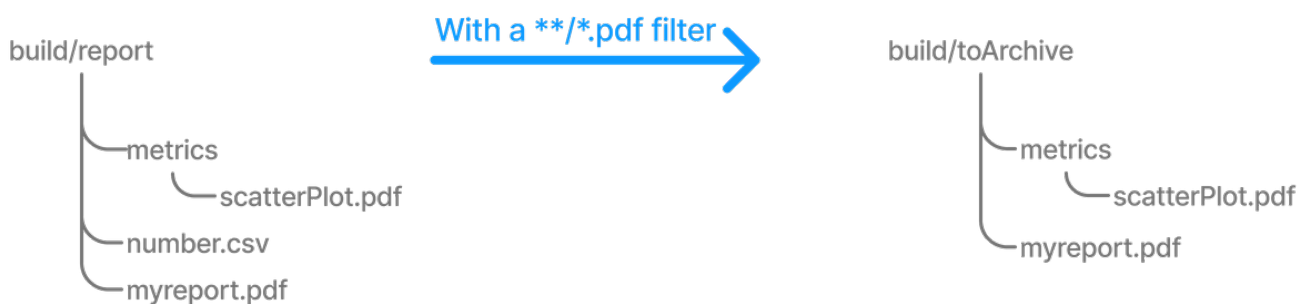 With a **/*.pdf filter
build/report
metrics
scatterPlot.pdf
number.csv
myreport.pdf
build/toArchive
metrics
scatterPlot.pdf
myreport.pdf